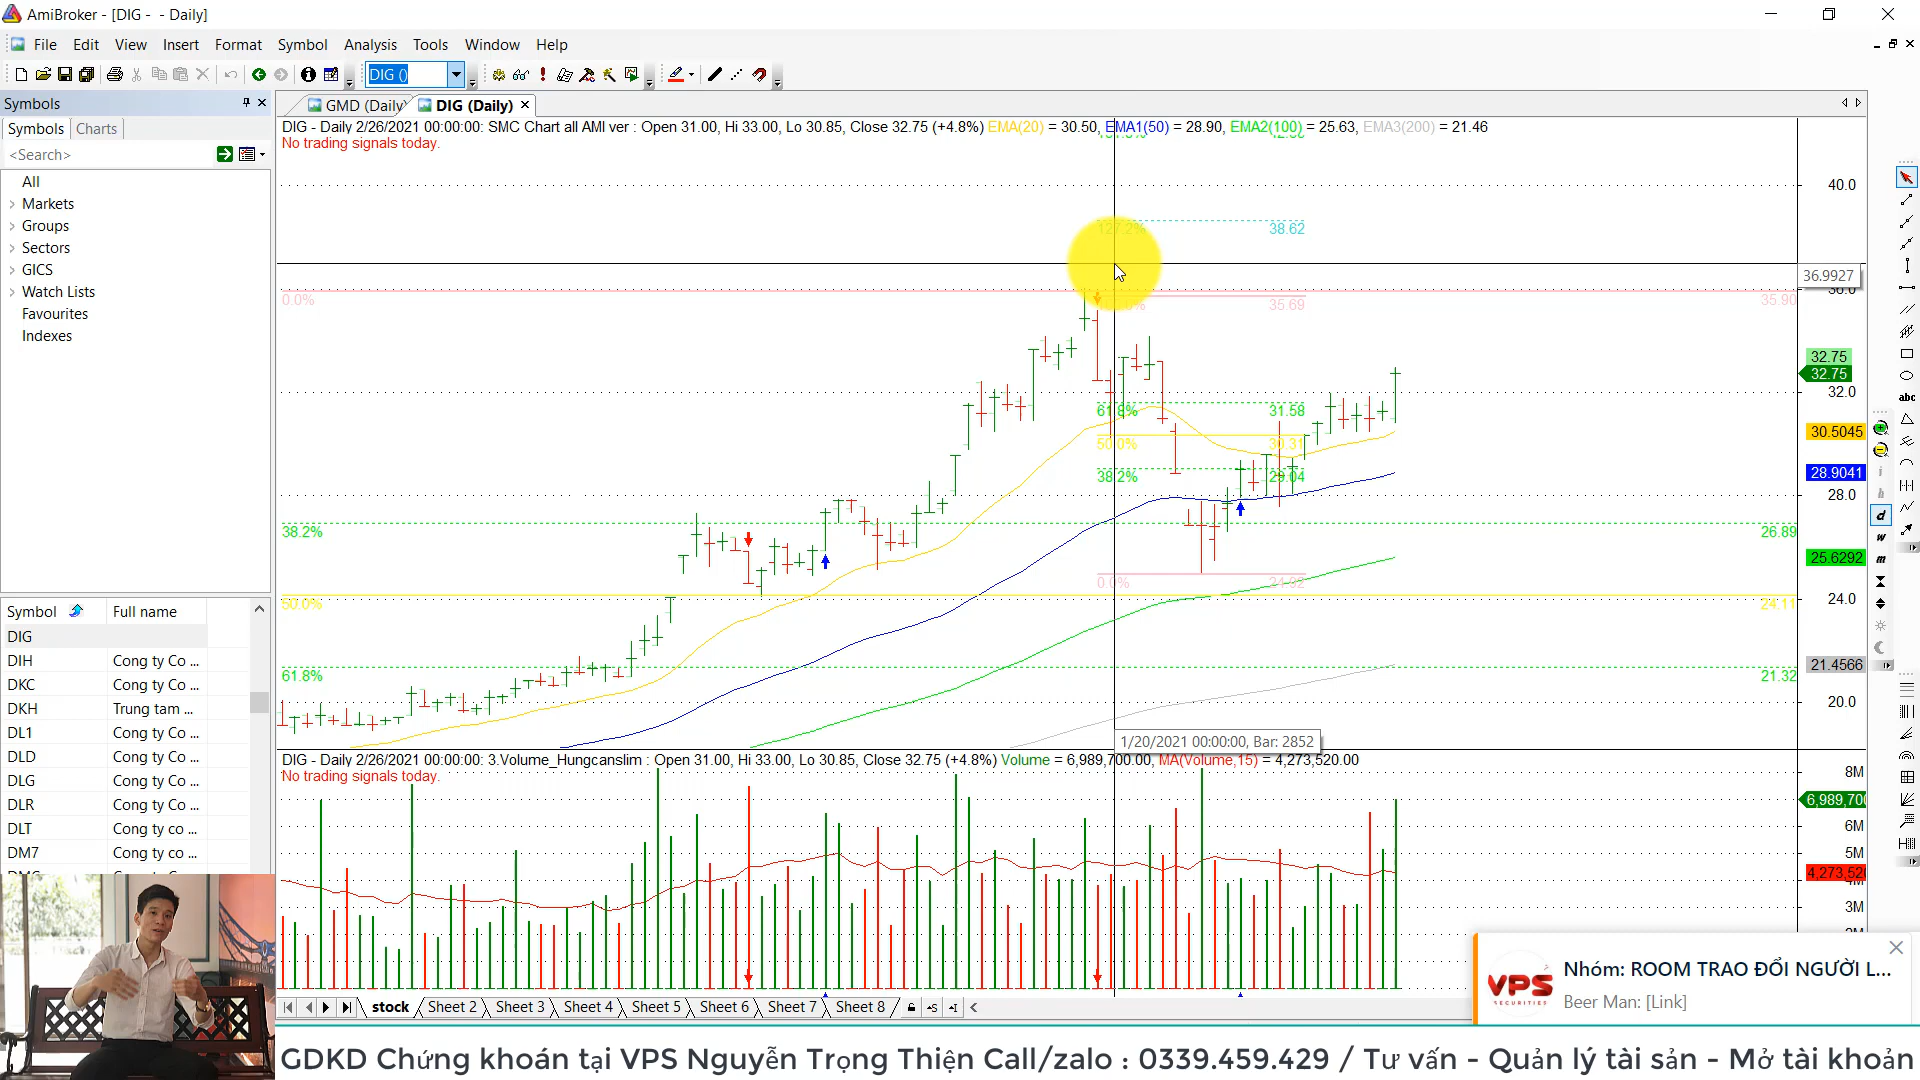 AmiBroker - [DIG -  - Daily]
File Edit View Insert Format Symbol Analysis Tools Window Help
DIG ()
Symbols
Symbols Charts
<Search>
All
Markets
Groups
Sectors
GICS
Watch Lists
Favourites
Indexes
Symbol Full name
DIG
DIH Cong ty Co ...
DKC Cong ty Co ...
DKH Trung tam ...
DL1 Cong ty Co ...
DLD Cong ty Co ...
DLG Cong ty Co ...
DLR Cong ty Co ...
DLT Cong ty co ...
DM7 Cong ty co ...
GMD (Daily) DIG (Daily)
DIG - Daily 2/26/2021 00:00:00: SMC Chart all AMI ver : Open 31.00, Hi 33.00, Lo 30.85, Close 32.75 (+4.8%) EMA(20) = 30.50, EMA1(50) = 28.90, EMA2(100) = 25.63, EMA3(200) = 21.46
No trading signals today.
40.0
127.2% 38.62
36.9927
36.0
0.0% 35.69 35.90
32.75
32.75
32.0
61.8% 31.58
30.5045
50.0% 30.31
38.2% 29.04
28.9041
28.0
38.2% 26.89
25.6292
0.0% 24.92
50.0% 24.0
24.11
21.4566
61.8% 21.32
20.0
1/20/2021 00:00:00, Bar: 2852
DIG - Daily 2/26/2021 00:00:00: 3.Volume_Hungcanslim : Open 31.00, Hi 33.00, Lo 30.85, Close 32.75 (+4.8%) Volume = 6,989,700.00, MA(Volume,15) = 4,273,520.00
No trading signals today.
8M
6,989,700
6M
5M
4,273,520
4M
3M
2M
abc
d
w
m
stock Sheet 2 Sheet 3 Sheet 4 Sheet 5 Sheet 6 Sheet 7 Sheet 8
VPS
SECURITIES
Nhóm: ROOM TRAO ĐỔI NGƯỜI L...
Beer Man: [Link]
GDKD Chứng khoán tại VPS Nguyễn Trọng Thiện Call/zalo : 0339.459.429 / Tư vấn - Quản lý tài sản - Mở tài khoản